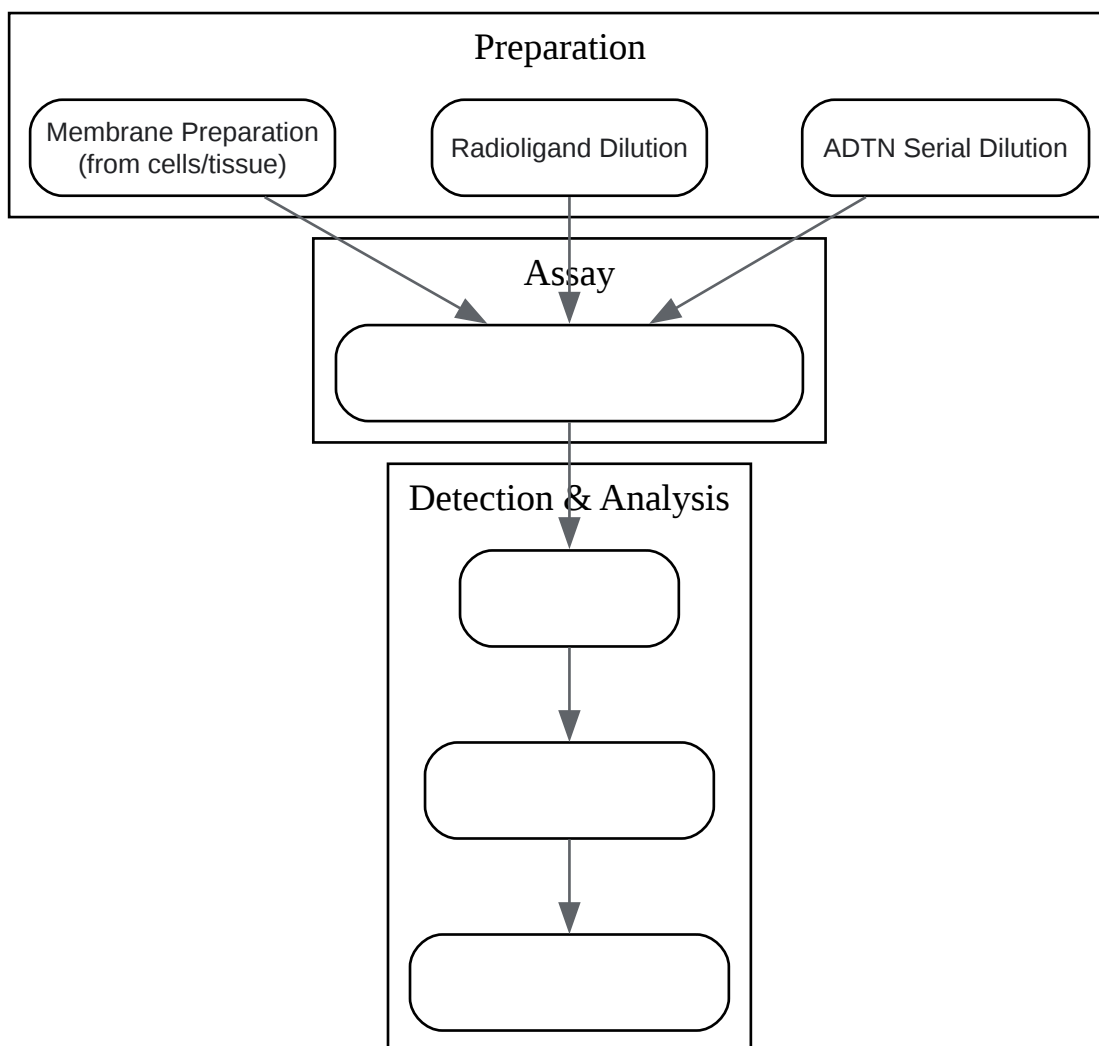 Preparation
Membrane Preparation
(from cells/tissue)
Radioligand Dilution
ADTN Serial Dilution
Assay
Detection & Analysis